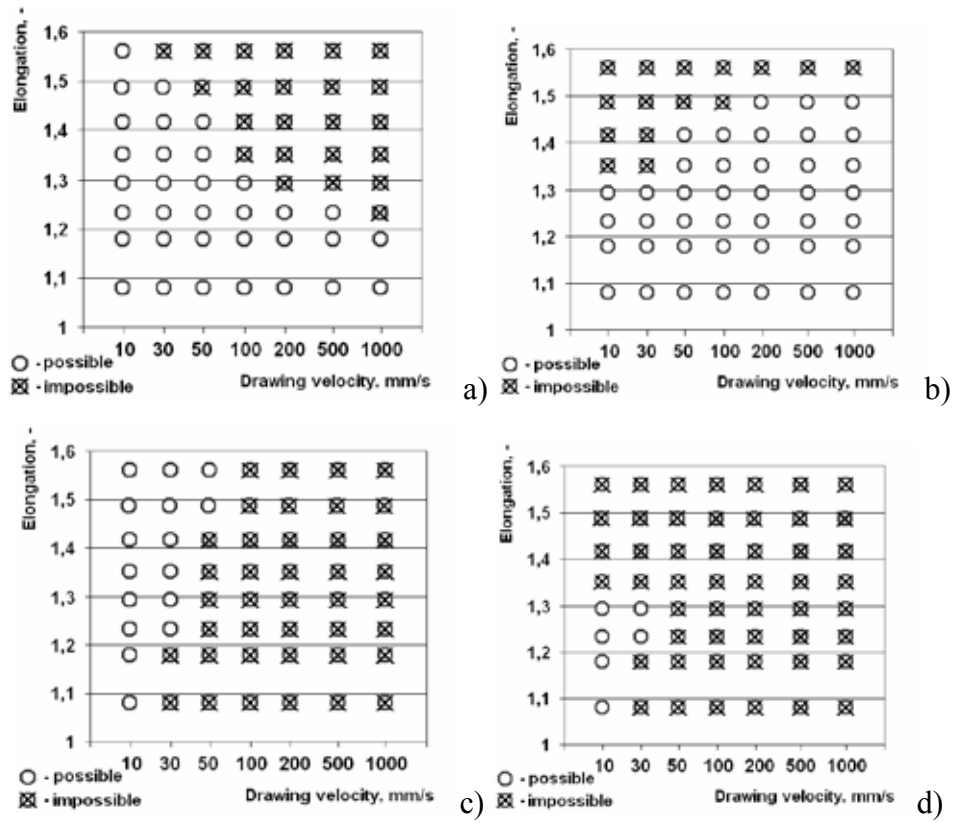 Elongation, -
1,6
1,5
1,4
1,3
1,2
1,1
1
10 30 50 100 200 500 1000
- possible
- impossible
Drawing velocity, mm/s
a)
Elongation, -
1,6
1,5
1,4
1,3
1,2
1,1
1
10 30 50 100 200 500 1000
- possible
- impossible
Drawing velocity, mm/s
b)
Elongation, -
1,6
1,5
1,4
1,3
1,2
1,1
1
10 30 50 100 200 500 1000
- possible
- impossible
Drawing velocity, mm/s
c)
Elongation, -
1,6
1,5
1,4
1,3
1,2
1,1
1
10 30 50 100 200 500 1000
- possible
- impossible
Drawing velocity, mm/s
d)